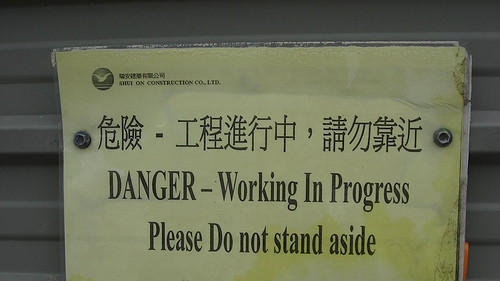 瑞安建築有限公司
SHUI ON CONSTRUCTION CO., LTD.
危險 - 工程進行中，請勿靠近
DANGER – Working In Progress
Please Do not stand aside